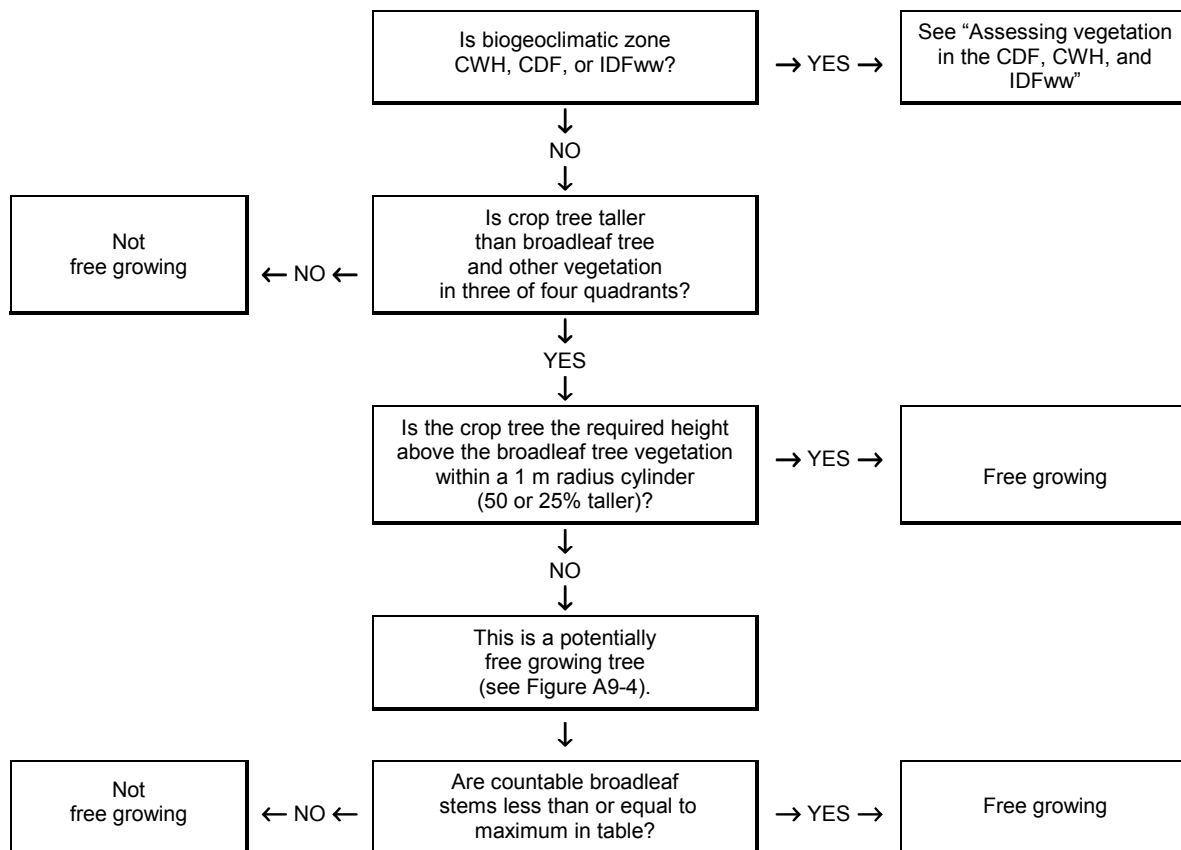 Is biogeoclimatic zone
CWH, CDF, or IDFww?
→ YES →
See “Assessing vegetation
in the CDF, CWH, and
IDFww”
↓
NO
↓
Is crop tree taller
than broadleaf tree
and other vegetation
in three of four quadrants?
← NO ←
Not
free growing
↓
YES
↓
Is the crop tree the required height
above the broadleaf tree vegetation
within a 1 m radius cylinder
(50 or 25% taller)?
→ YES →
Free growing
↓
NO
↓
This is a potentially
free growing tree
(see Figure A9-4).
↓
Are countable broadleaf
stems less than or equal to
maximum in table?
← NO ←
Not
free growing
→ YES →
Free growing